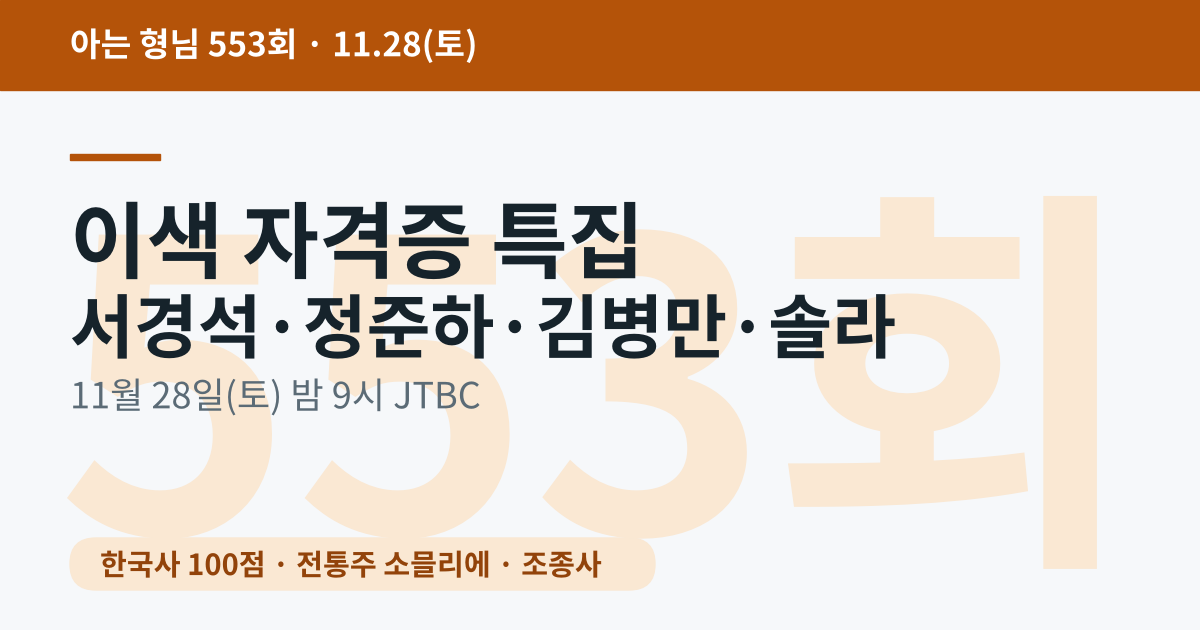 아는 형님 553회 · 11.28(토)
553회
이색 자격증 특집
서경석·정준하·김병만·솔라
11월 28일(토) 밤 9시 JTBC
한국사 100점 · 전통주 소믈리에 · 조종사